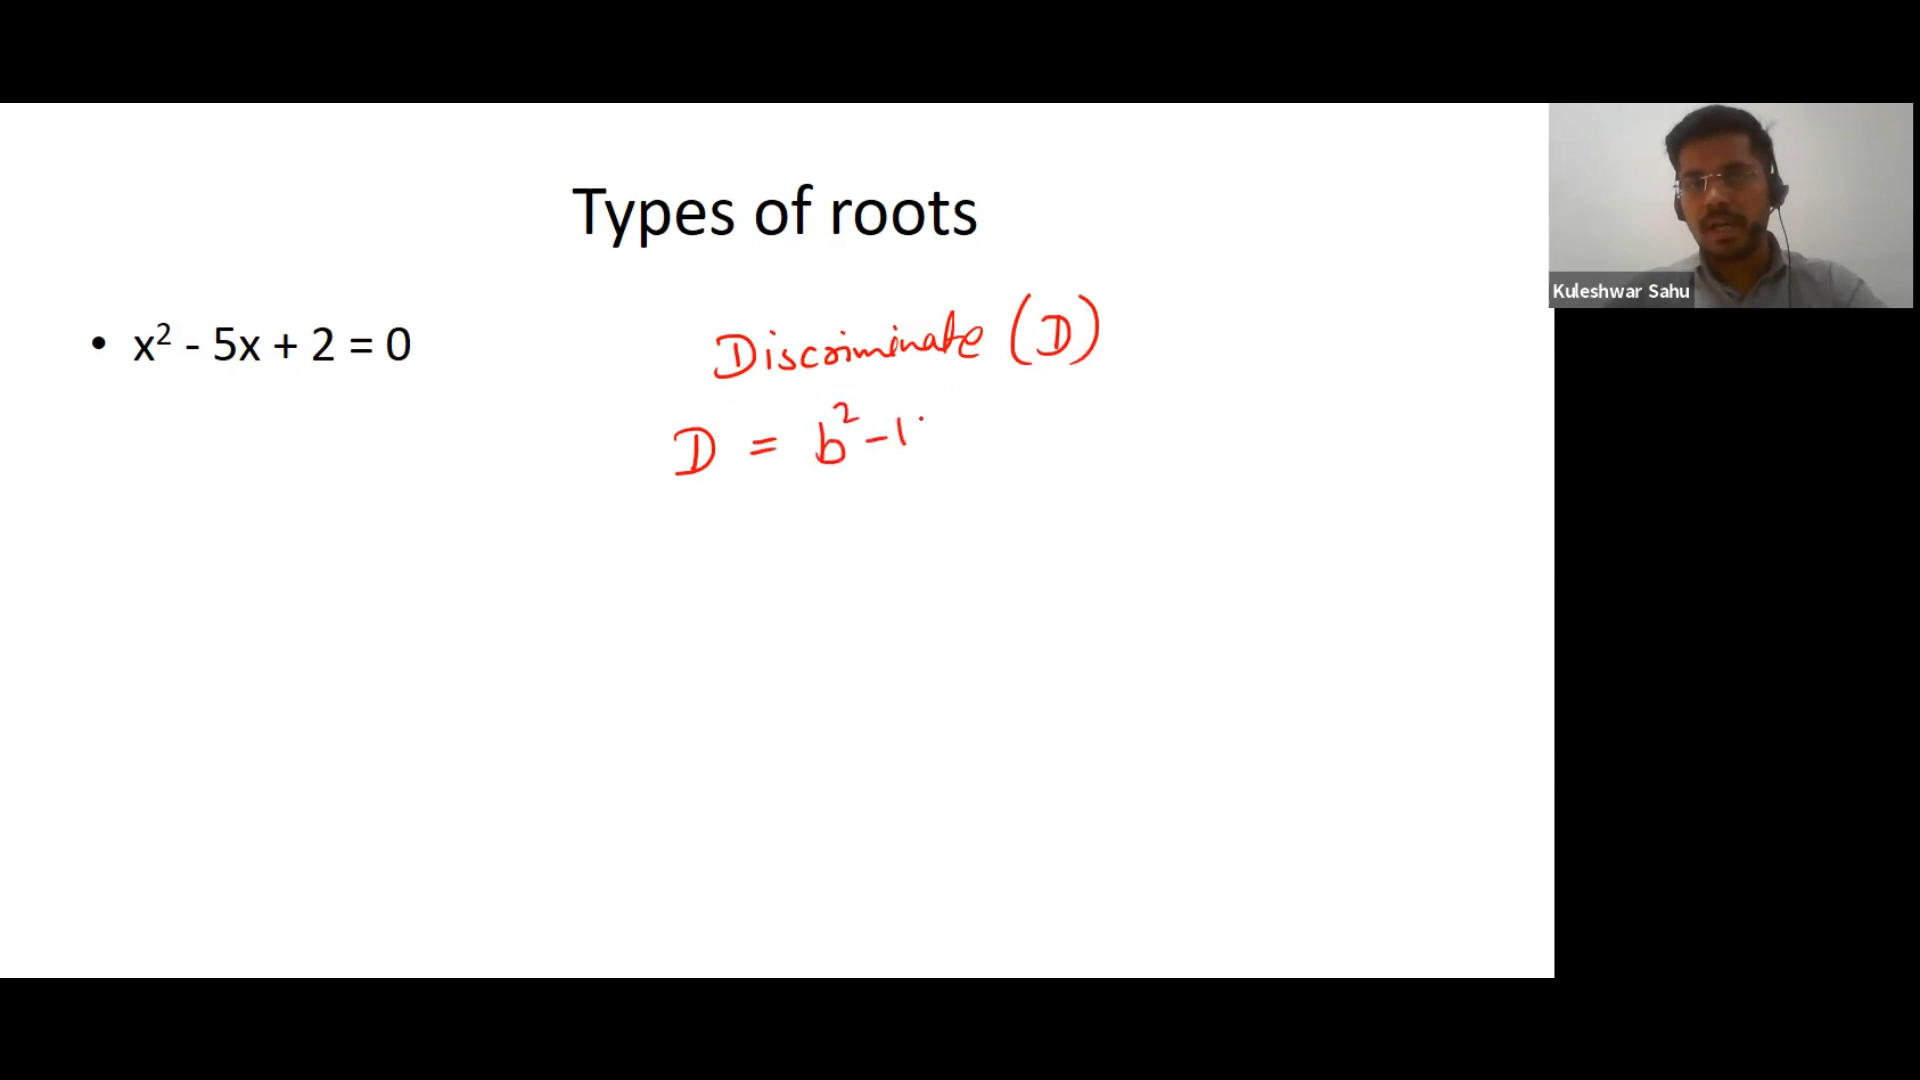 Types of roots
• x² - 5x + 2 = 0
Discriminate (D)
D = b² -
Kuleshwar Sahu